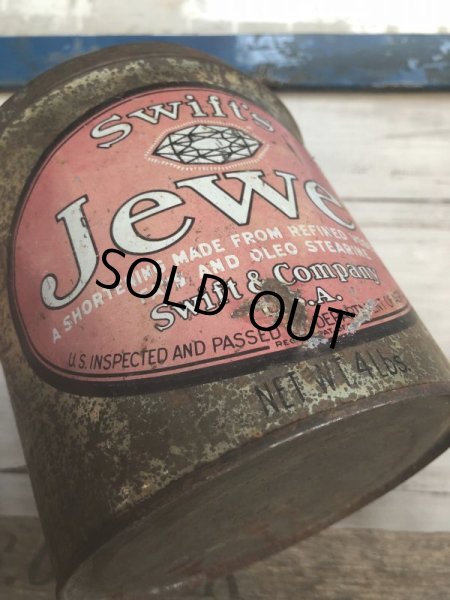 Swift's
Jewe
A SHORTENING MADE FROM REFINED
AND OLEO STEARINE
Swift & Company
U.S.A.
U.S. INSPECTED AND PASSED
NET WT. 4 lbs.
SOLD OUT